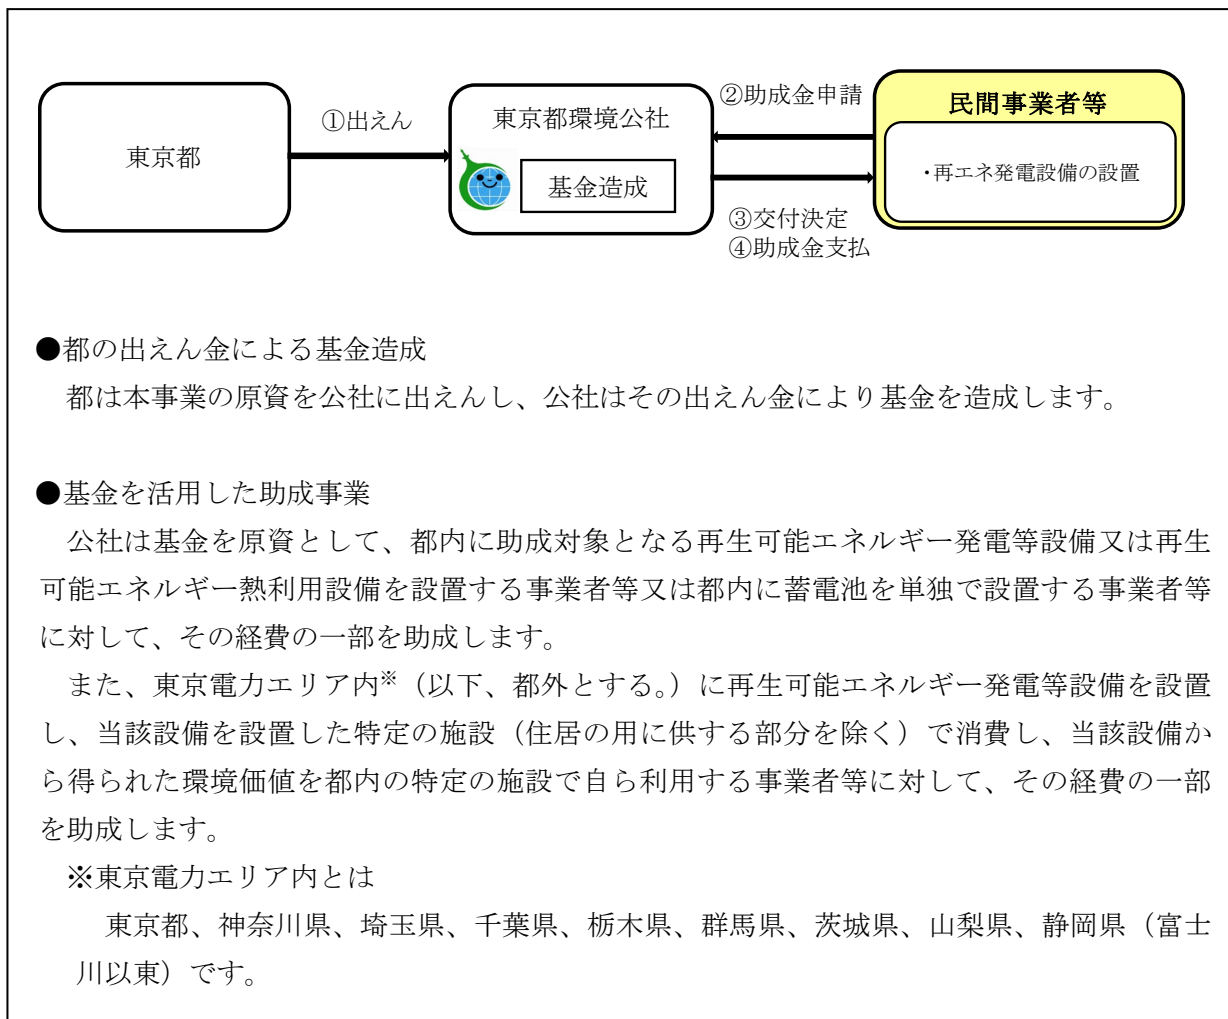 東京都
①出えん
東京都環境公社
基金造成
②助成金申請
③交付決定
④助成金支払
民間事業者等
・再エネ発電設備の設置
●都の出えん金による基金造成
都は本事業の原資を公社に出えんし、公社はその出えん金により基金を造成します。
●基金を活用した助成事業
公社は基金を原資として、都内に助成対象となる再生可能エネルギー発電等設備又は再生
可能エネルギー熱利用設備を設置する事業者等又は都内に蓄電池を単独で設置する事業者等
に対して、その経費の一部を助成します。
また、東京電力エリア内※（以下、都外とする。）に再生可能エネルギー発電等設備を設置
し、当該設備を設置した特定の施設（住居の用に供する部分を除く）で消費し、当該設備か
ら得られた環境価値を都内の特定の施設で自ら利用する事業者等に対して、その経費の一部
を助成します。
※東京電力エリア内とは
東京都、神奈川県、埼玉県、千葉県、栃木県、群馬県、茨城県、山梨県、静岡県（富士
川以東）です。